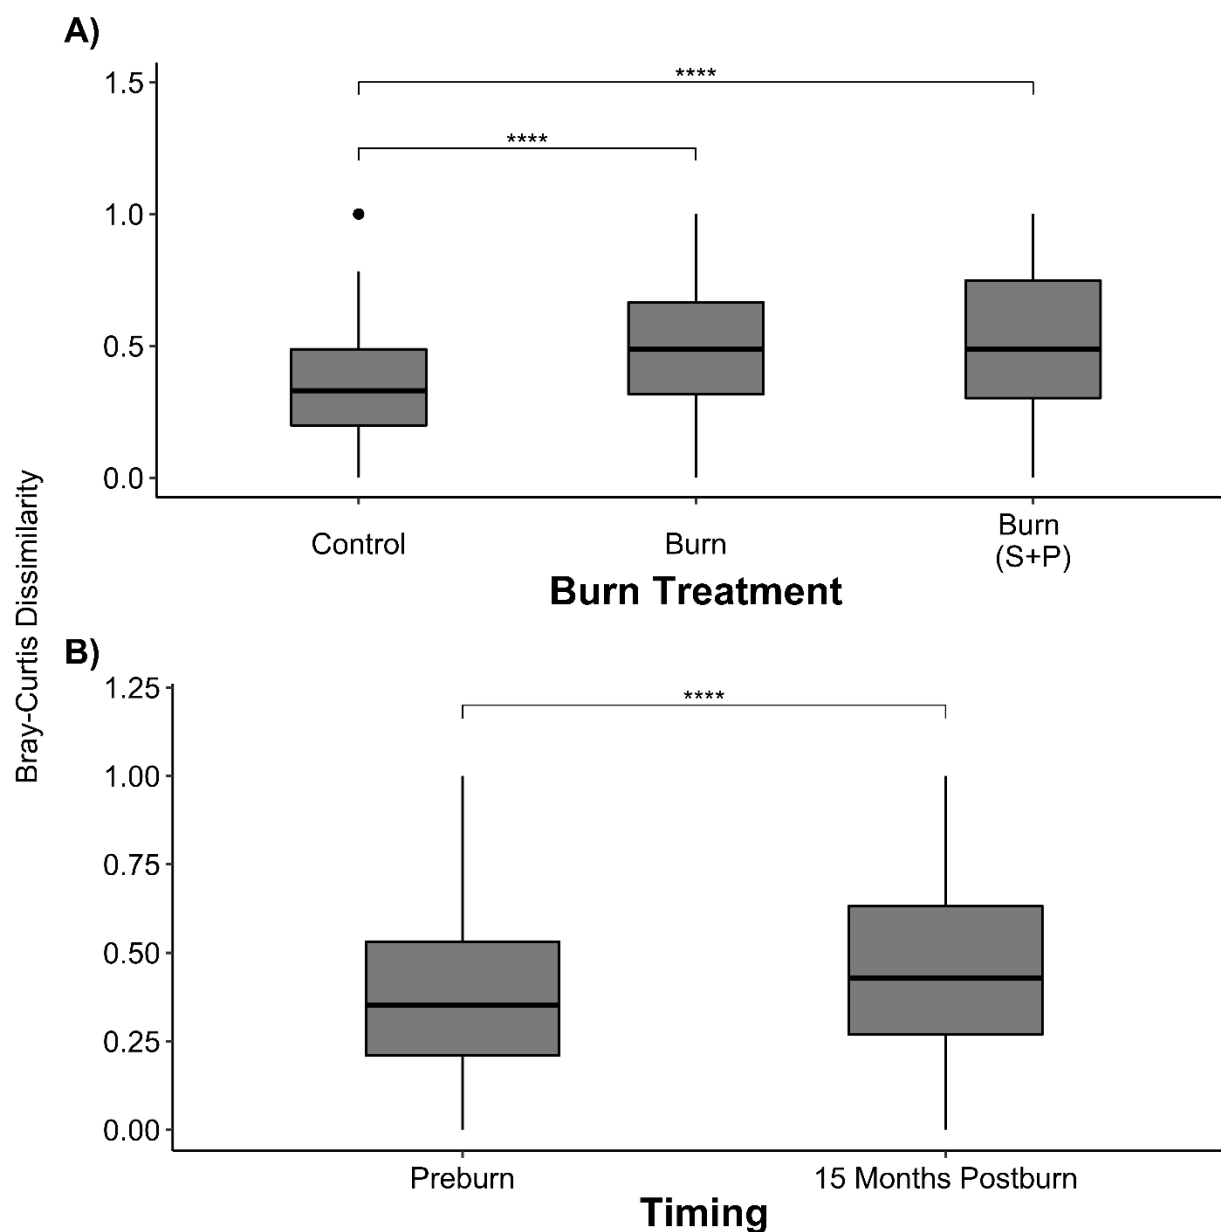 A)
1.5
****
****
1.0
0.5
0.0
Control
Burn
Burn
(S+P)
Burn Treatment
Bray-Curtis Dissimilarity
B)
1.25
****
1.00
0.75
0.50
0.25
0.00
Preburn
15 Months Postburn
Timing